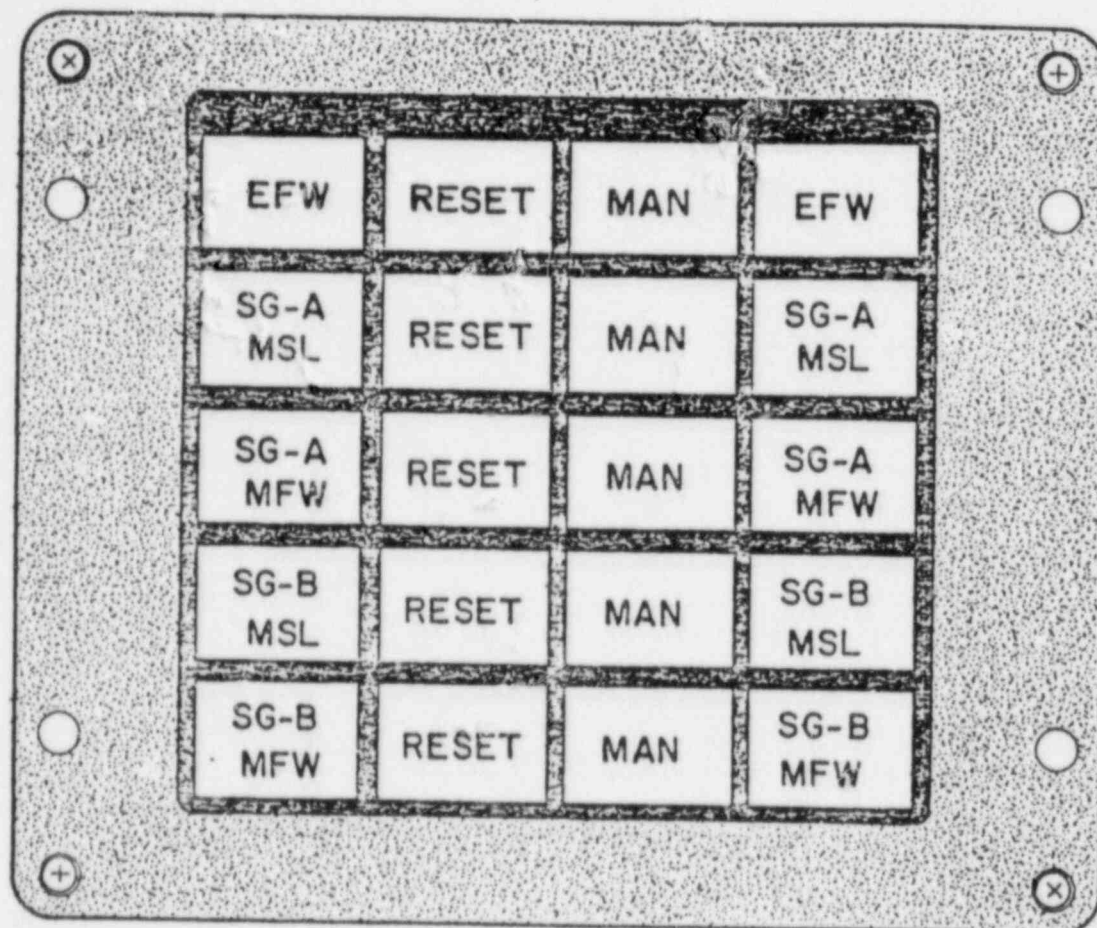 EFW RESET MAN EFW
SG-A MSL RESET MAN SG-A MSL
SG-A MFW RESET MAN SG-A MFW
SG-B MSL RESET MAN SG-B MSL
SG-B MFW RESET MAN SG-B MFW